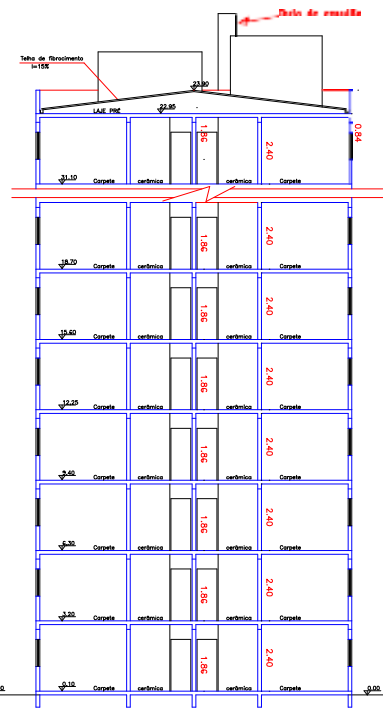 Telha de fibrocimento
i=15%
23.90
LAJE PRÉ
22.95
1.86
2.40
0.84
31.10
Carpete
cerâmica
cerâmica
Carpete
1.86
2.40
18.70
Carpete
cerâmica
cerâmica
Carpete
1.86
2.40
15.60
Carpete
cerâmica
cerâmica
Carpete
1.86
2.40
12.25
Carpete
cerâmica
cerâmica
Carpete
1.86
2.40
9.40
Carpete
cerâmica
cerâmica
Carpete
1.86
2.40
6.30
Carpete
cerâmica
cerâmica
Carpete
1.86
2.40
3.20
Carpete
cerâmica
cerâmica
Carpete
1.86
2.40
0.10
Carpete
cerâmica
cerâmica
Carpete
0.00